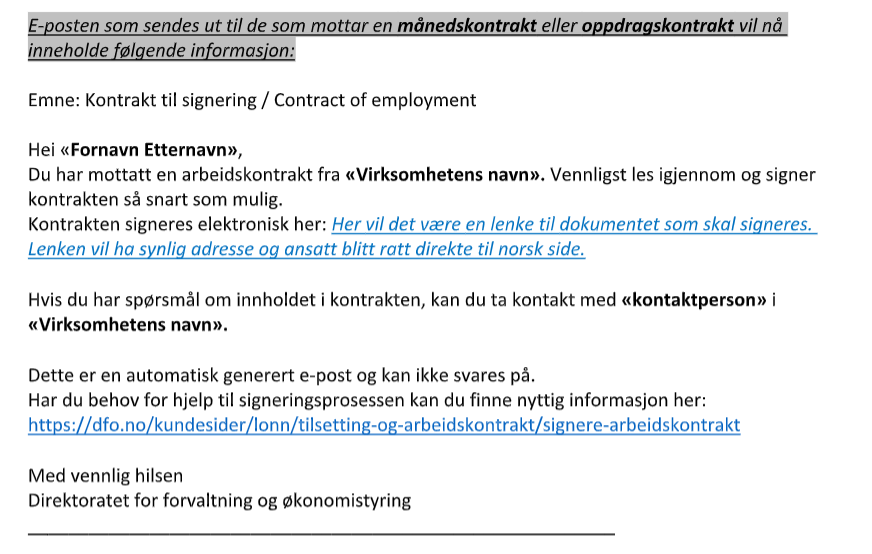 E-posten som sendes ut til de som mottar en månedskontrakt eller oppdragskontrakt vil nå
inneholde følgende informasjon:
Emne: Kontrakt til signering / Contract of employment
Hei «Fornavn Etternavn»,
Du har mottatt en arbeidskontrakt fra «Virksomhetens navn». Vennligst les igjennom og signer
kontrakten så snart som mulig.
Kontrakten signeres elektronisk her: Her vil det være en lenke til dokumentet som skal signeres.
Lenken vil ha synlig adresse og ansatt blitt ratt direkte til norsk side.
Hvis du har spørsmål om innholdet i kontrakten, kan du ta kontakt med «kontaktperson» i
«Virksomhetens navn».
Dette er en automatisk generert e-post og kan ikke svares på.
Har du behov for hjelp til signeringsprosessen kan du finne nyttig informasjon her:
https://dfo.no/kundesider/lonn/tilsetting-og-arbeidskontrakt/signere-arbeidskontrakt
Med vennlig hilsen
Direktoratet for forvaltning og økonomistyring